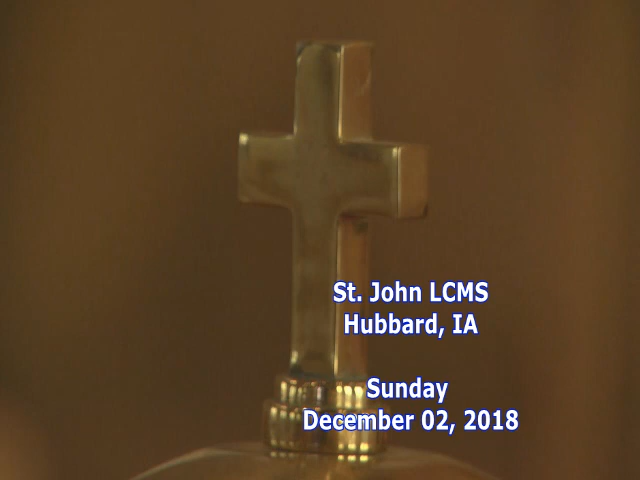 St. John LCMS
Hubbard, IA
Sunday
December 02, 2018